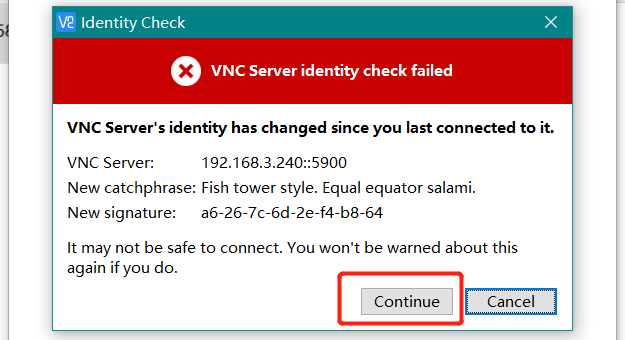 58
V2 Identity Check
VNC Server identity check failed
VNC Server's identity has changed since you last connected to it.
VNC Server: 192.168.3.240::5900
New catchphrase: Fish tower style. Equal equator salami.
New signature: a6-26-7c-6d-2e-f4-b8-64
It may not be safe to connect. You won't be warned about this
again if you do.
Continue Cancel